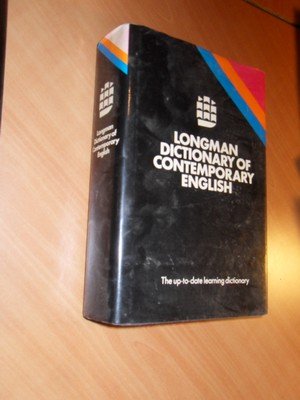 Longman
Dictionary of
Contemporary
English
LONGMAN
DICTIONARY OF
CONTEMPORARY
ENGLISH
The up-to-date learning dictionary